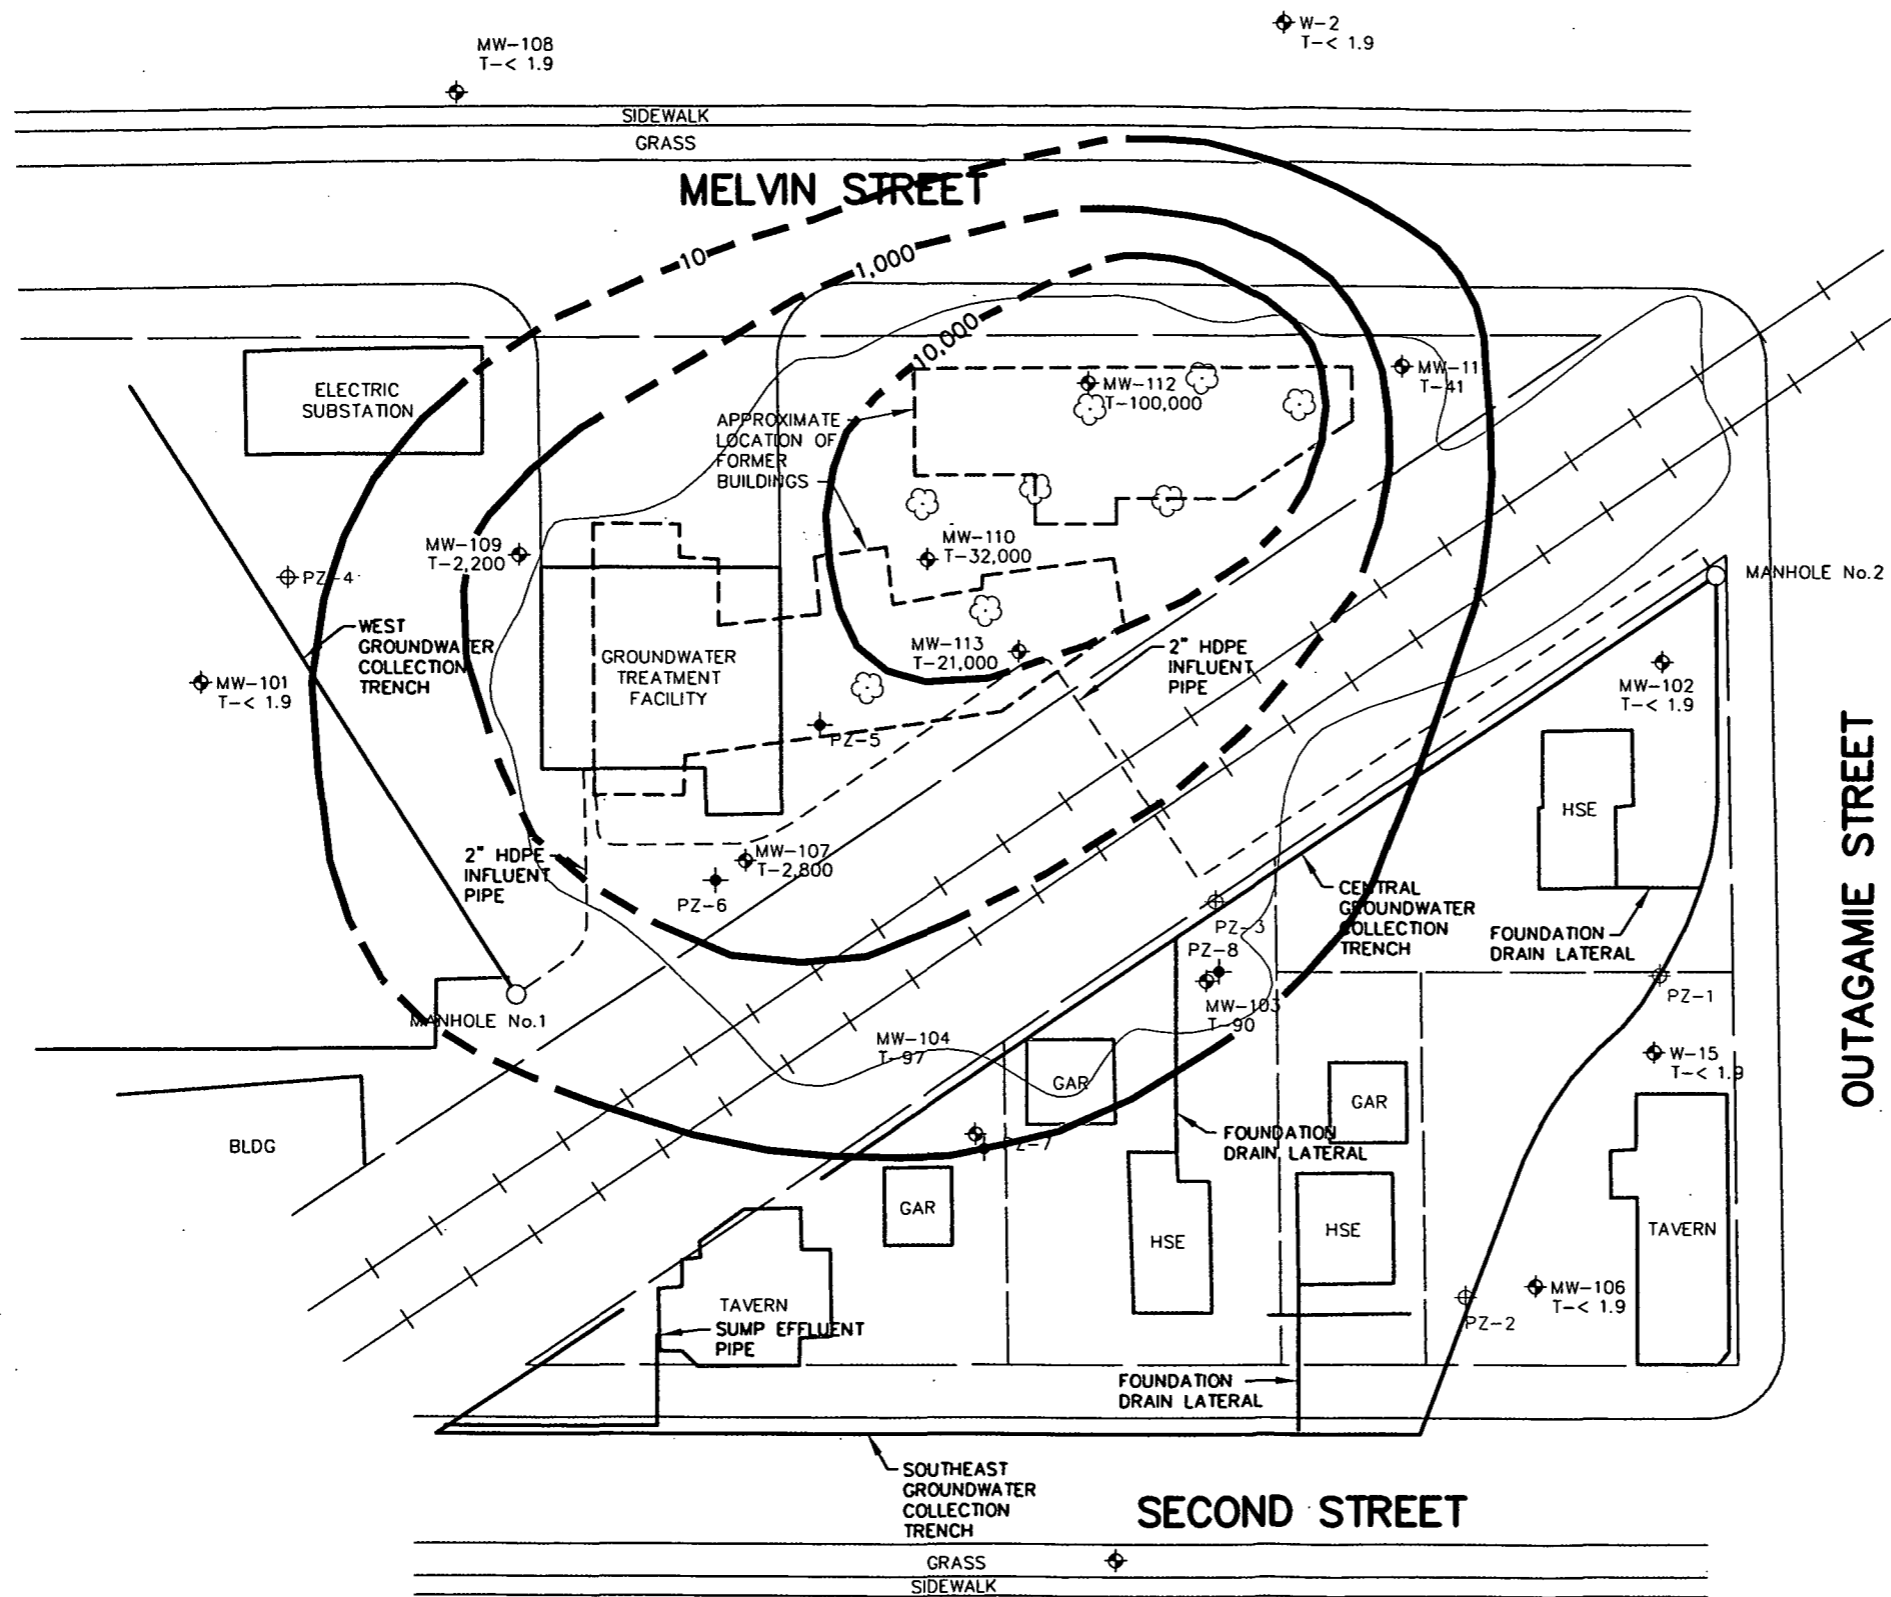 W-2
T-< 1.9
MW-108
T-< 1.9
SIDEWALK
GRASS
MELVIN STREET
10
1,000
10,000
ELECTRIC
SUBSTATION
MW-112
T-100,000
MW-11
T-41
APPROXIMATE
LOCATION OF
FORMER
BUILDINGS
MW-109
T-2,200
MW-110
T-32,000
PZ-4
MANHOLE No.2
WEST
GROUNDWATER
COLLECTION
TRENCH
GROUNDWATER
TREATMENT
FACILITY
MW-113
T-21,000
2" HDPE
INFLUENT
PIPE
MW-101
T-< 1.9
MW-102
T-< 1.9
PZ-5
HSE
OUTAGAMIE STREET
2" HDPE
INFLUENT
PIPE
MW-107
T-2,800
PZ-6
CENTRAL
GROUNDWATER
COLLECTION
TRENCH
PZ-3
PZ-8
FOUNDATION
DRAIN LATERAL
PZ-1
MW-103
T-90
MANHOLE No.1
MW-104
T-97
W-15
T-< 1.9
GAR
GAR
BLDG
PZ-7
FOUNDATION
DRAIN LATERAL
GAR
HSE
HSE
TAVERN
TAVERN
SUMP EFFLUENT
PIPE
MW-106
T-< 1.9
PZ-2
FOUNDATION
DRAIN LATERAL
SOUTHEAST
GROUNDWATER
COLLECTION
TRENCH
SECOND STREET
GRASS
SIDEWALK